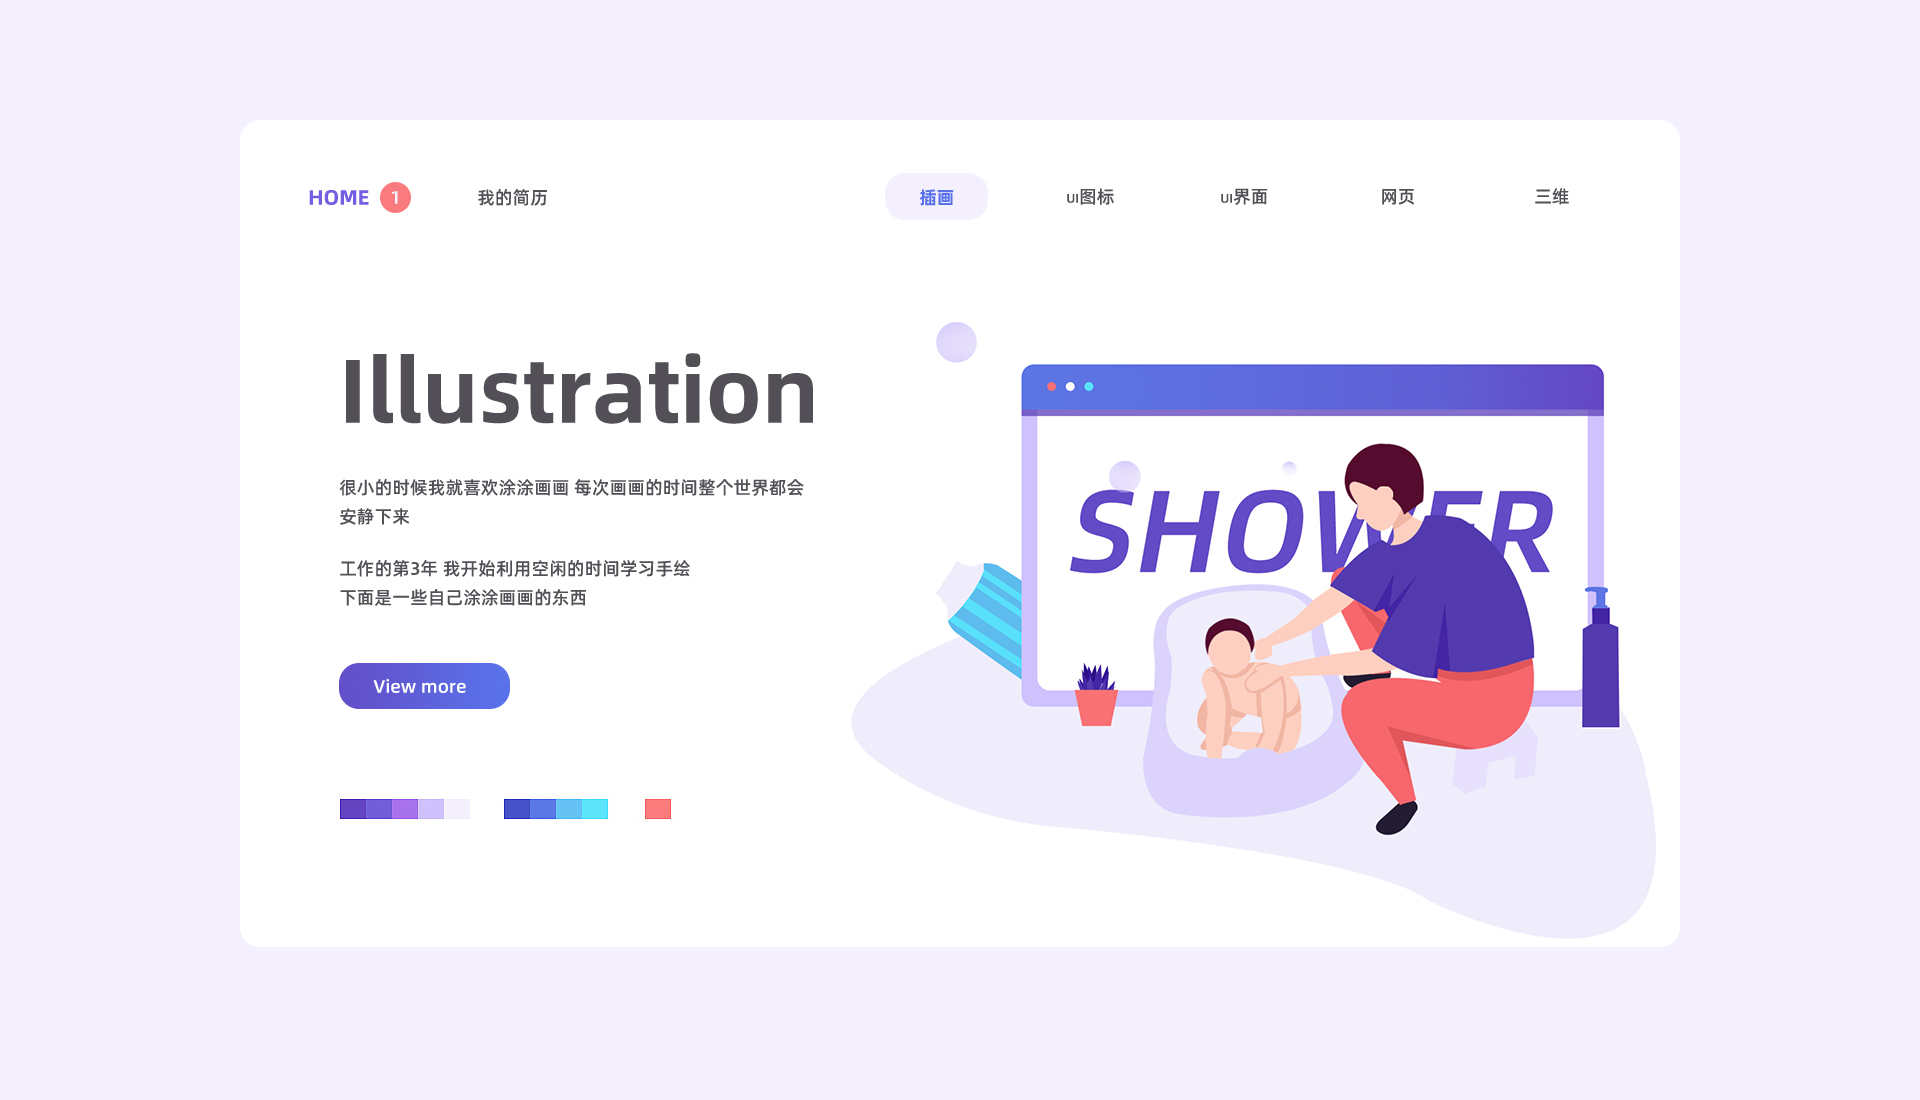 HOME 1 我的简历 插画 UI图标 UI界面 网页 三维
Illustration
很小的时候我就喜欢涂涂画画 每次画画的时间整个世界都会
安静下来
工作的第3年 我开始利用空闲的时间学习手绘
下面是一些自己涂涂画画的东西
View more
SHOWER